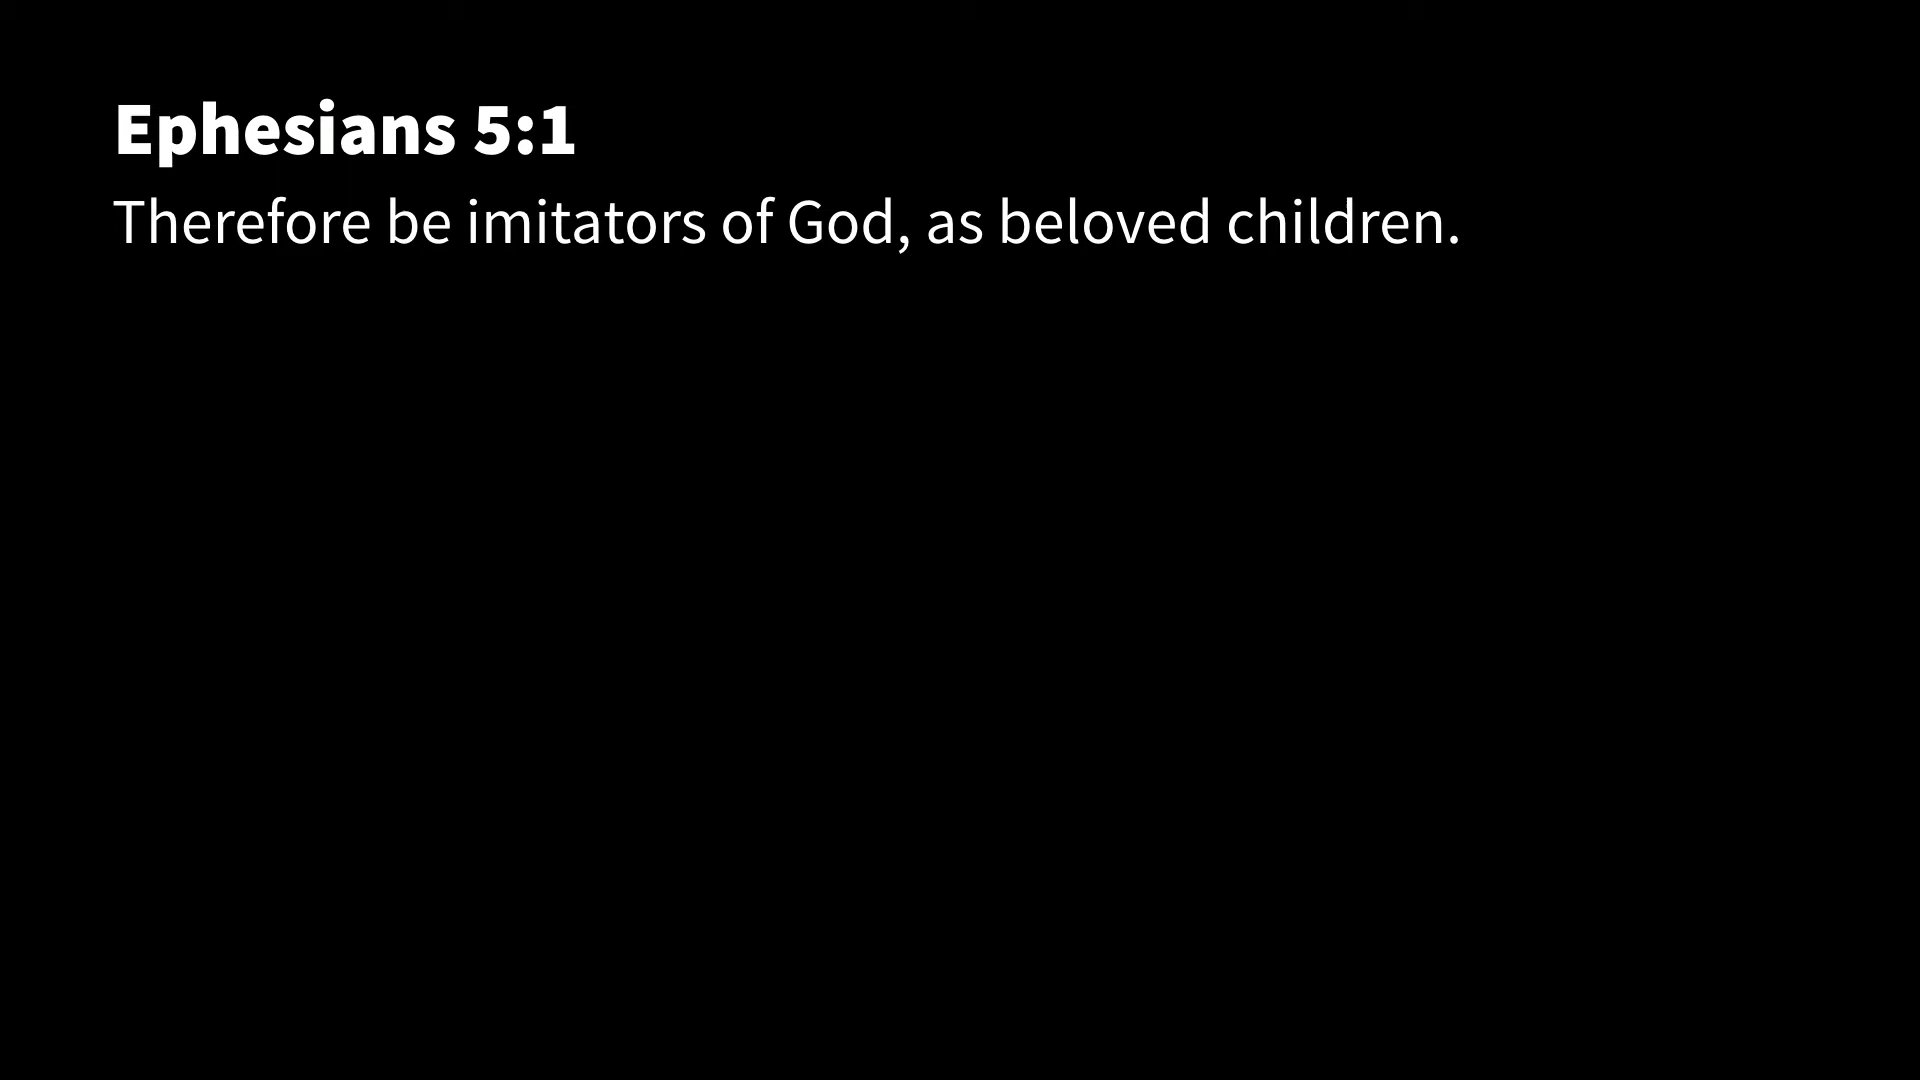 Ephesians 5:1
Therefore be imitators of God, as beloved children.